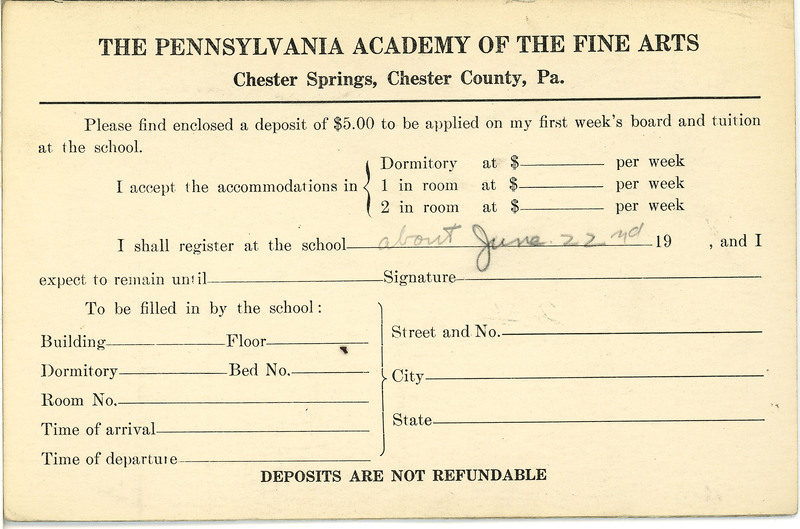 THE PENNSYLVANIA ACADEMY OF THE FINE ARTS
Chester Springs, Chester County, Pa.
Please find enclosed a deposit of $5.00 to be applied on my first week's board and tuition
at the school.
I accept the accommodations in
Dormitory at $ per week
1 in room at $ per week
2 in room at $ per week
I shall register at the school about June 22nd 19 , and I
expect to remain until Signature
To be filled in by the school:
Building Floor
Dormitory Bed No.
Room No.
Time of arrival
Time of departure
Street and No.
City
State
DEPOSITS ARE NOT REFUNDABLE